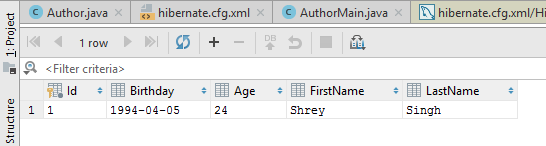 Author.java hibernate.cfg.xml AuthorMain.java hibernate.cfg.xml/Hi
1: Project
1 row
DB
<Filter criteria>
Id Birthday Age FirstName LastName
1 1 1994-04-05 24 Shrey Singh
Structure